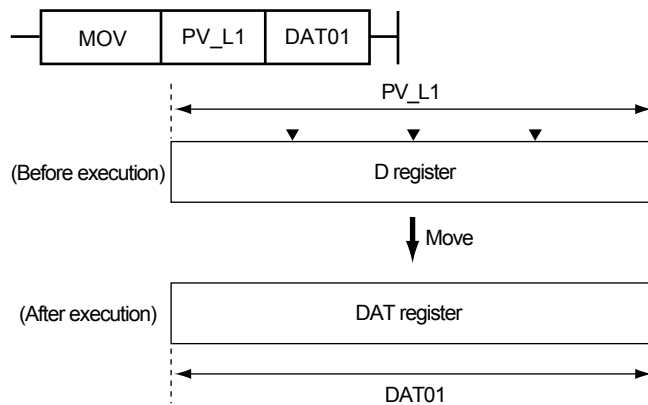 MOV PV_L1 DAT01
PV_L1
(Before execution) D register
Move
(After execution) DAT register
DAT01